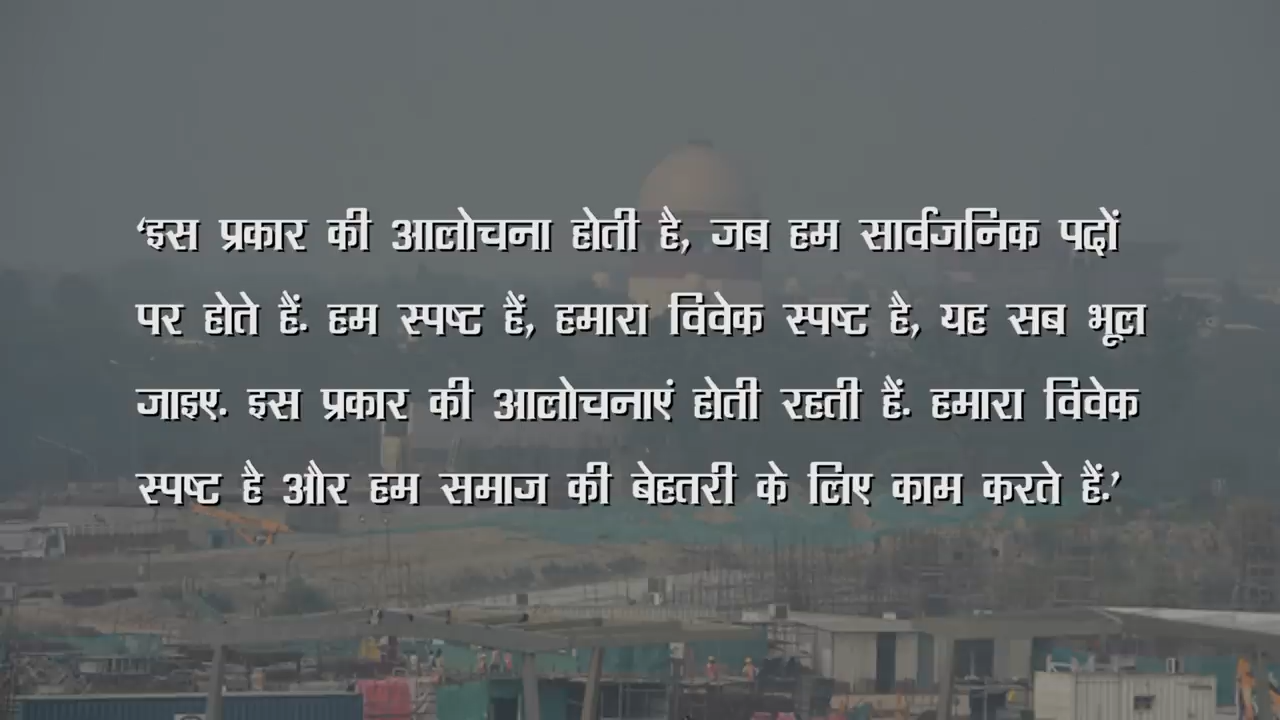 ‘इस प्रकार की आलोचना होती है, जब हम सार्वजनिक पदों
पर होते हैं. हम स्पष्ट हैं, हमारा विवेक स्पष्ट है, यह सब भूल
जाइए. इस प्रकार की आलोचनाएं होती रहती हैं. हमारा विवेक
स्पष्ट है और हम समाज की बेहतरी के लिए काम करते हैं.’